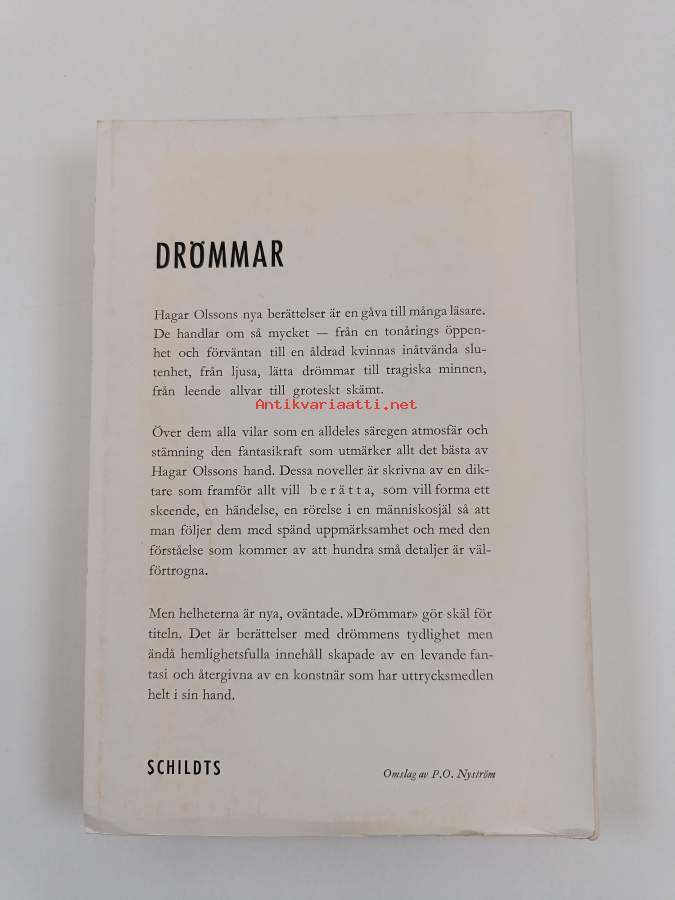 DRÖMMAR
Hagar Olssons nya berättelser är en gåva till många läsare.
De handlar om så mycket — från en tonårings öppen-
het och förväntan till en åldrad kvinnas inåtvända slu-
tenhet, från ljusa, lätta drömmar till tragiska minnen,
från leende allvar till groteskt skämt.
Antikvariaatti.net
Över dem alla vilar som en alldeles säregen atmosfär och
stämning den fantasikraft som utmärker allt det bästa av
Hagar Olssons hand. Dessa noveller är skrivna av en dik-
tare som framför allt vill berätta, som vill forma ett
skeende, en händelse, en rörelse i en människosjäl så att
man följer dem med spänd uppmärksamhet och med den
förståelse som kommer av att hundra små detaljer är väl-
förtrogna.
Men helheterna är nya, oväntade. »Drömmar» gör skäl för
titeln. Det är berättelser med drömmens tydlighet men
ändå hemlighetsfulla innehåll skapade av en levande fan-
tasi och återgivna av en konstnär som har uttrycksmedlen
helt i sin hand.
SCHILDTS
Omslag av P.O. Nyström